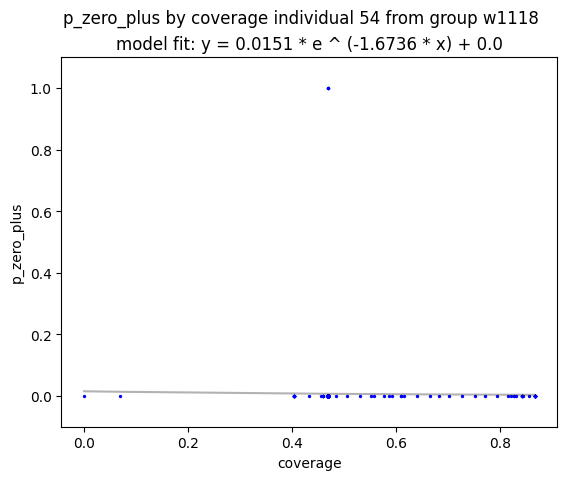 p_zero_plus by coverage individual 54 from group w1118
model fit: y = 0.0151 * e ^ (-1.6736 * x) + 0.0
1.0
0.8
0.6
0.4
0.2
0.0
p_zero_plus
0.0 0.2 0.4 0.6 0.8
coverage